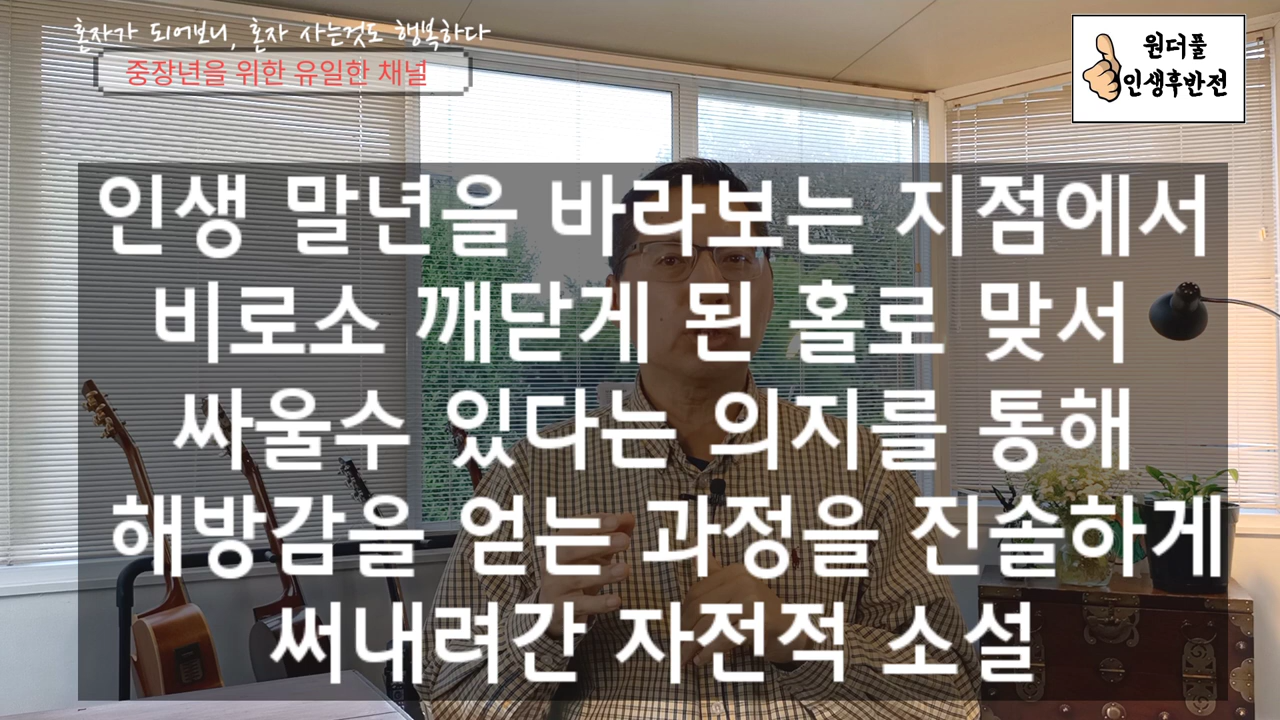 혼자가 되어보니, 혼자 사는것도 행복하다
중장년을 위한 유일한 채널
원더풀
인생후반전
인생 말년을 바라보는 지점에서
비로소 깨닫게 된 홀로 맞서
싸울수 있다는 의지를 통해
해방감을 얻는 과정을 진솔하게
써내려간 자전적 소설